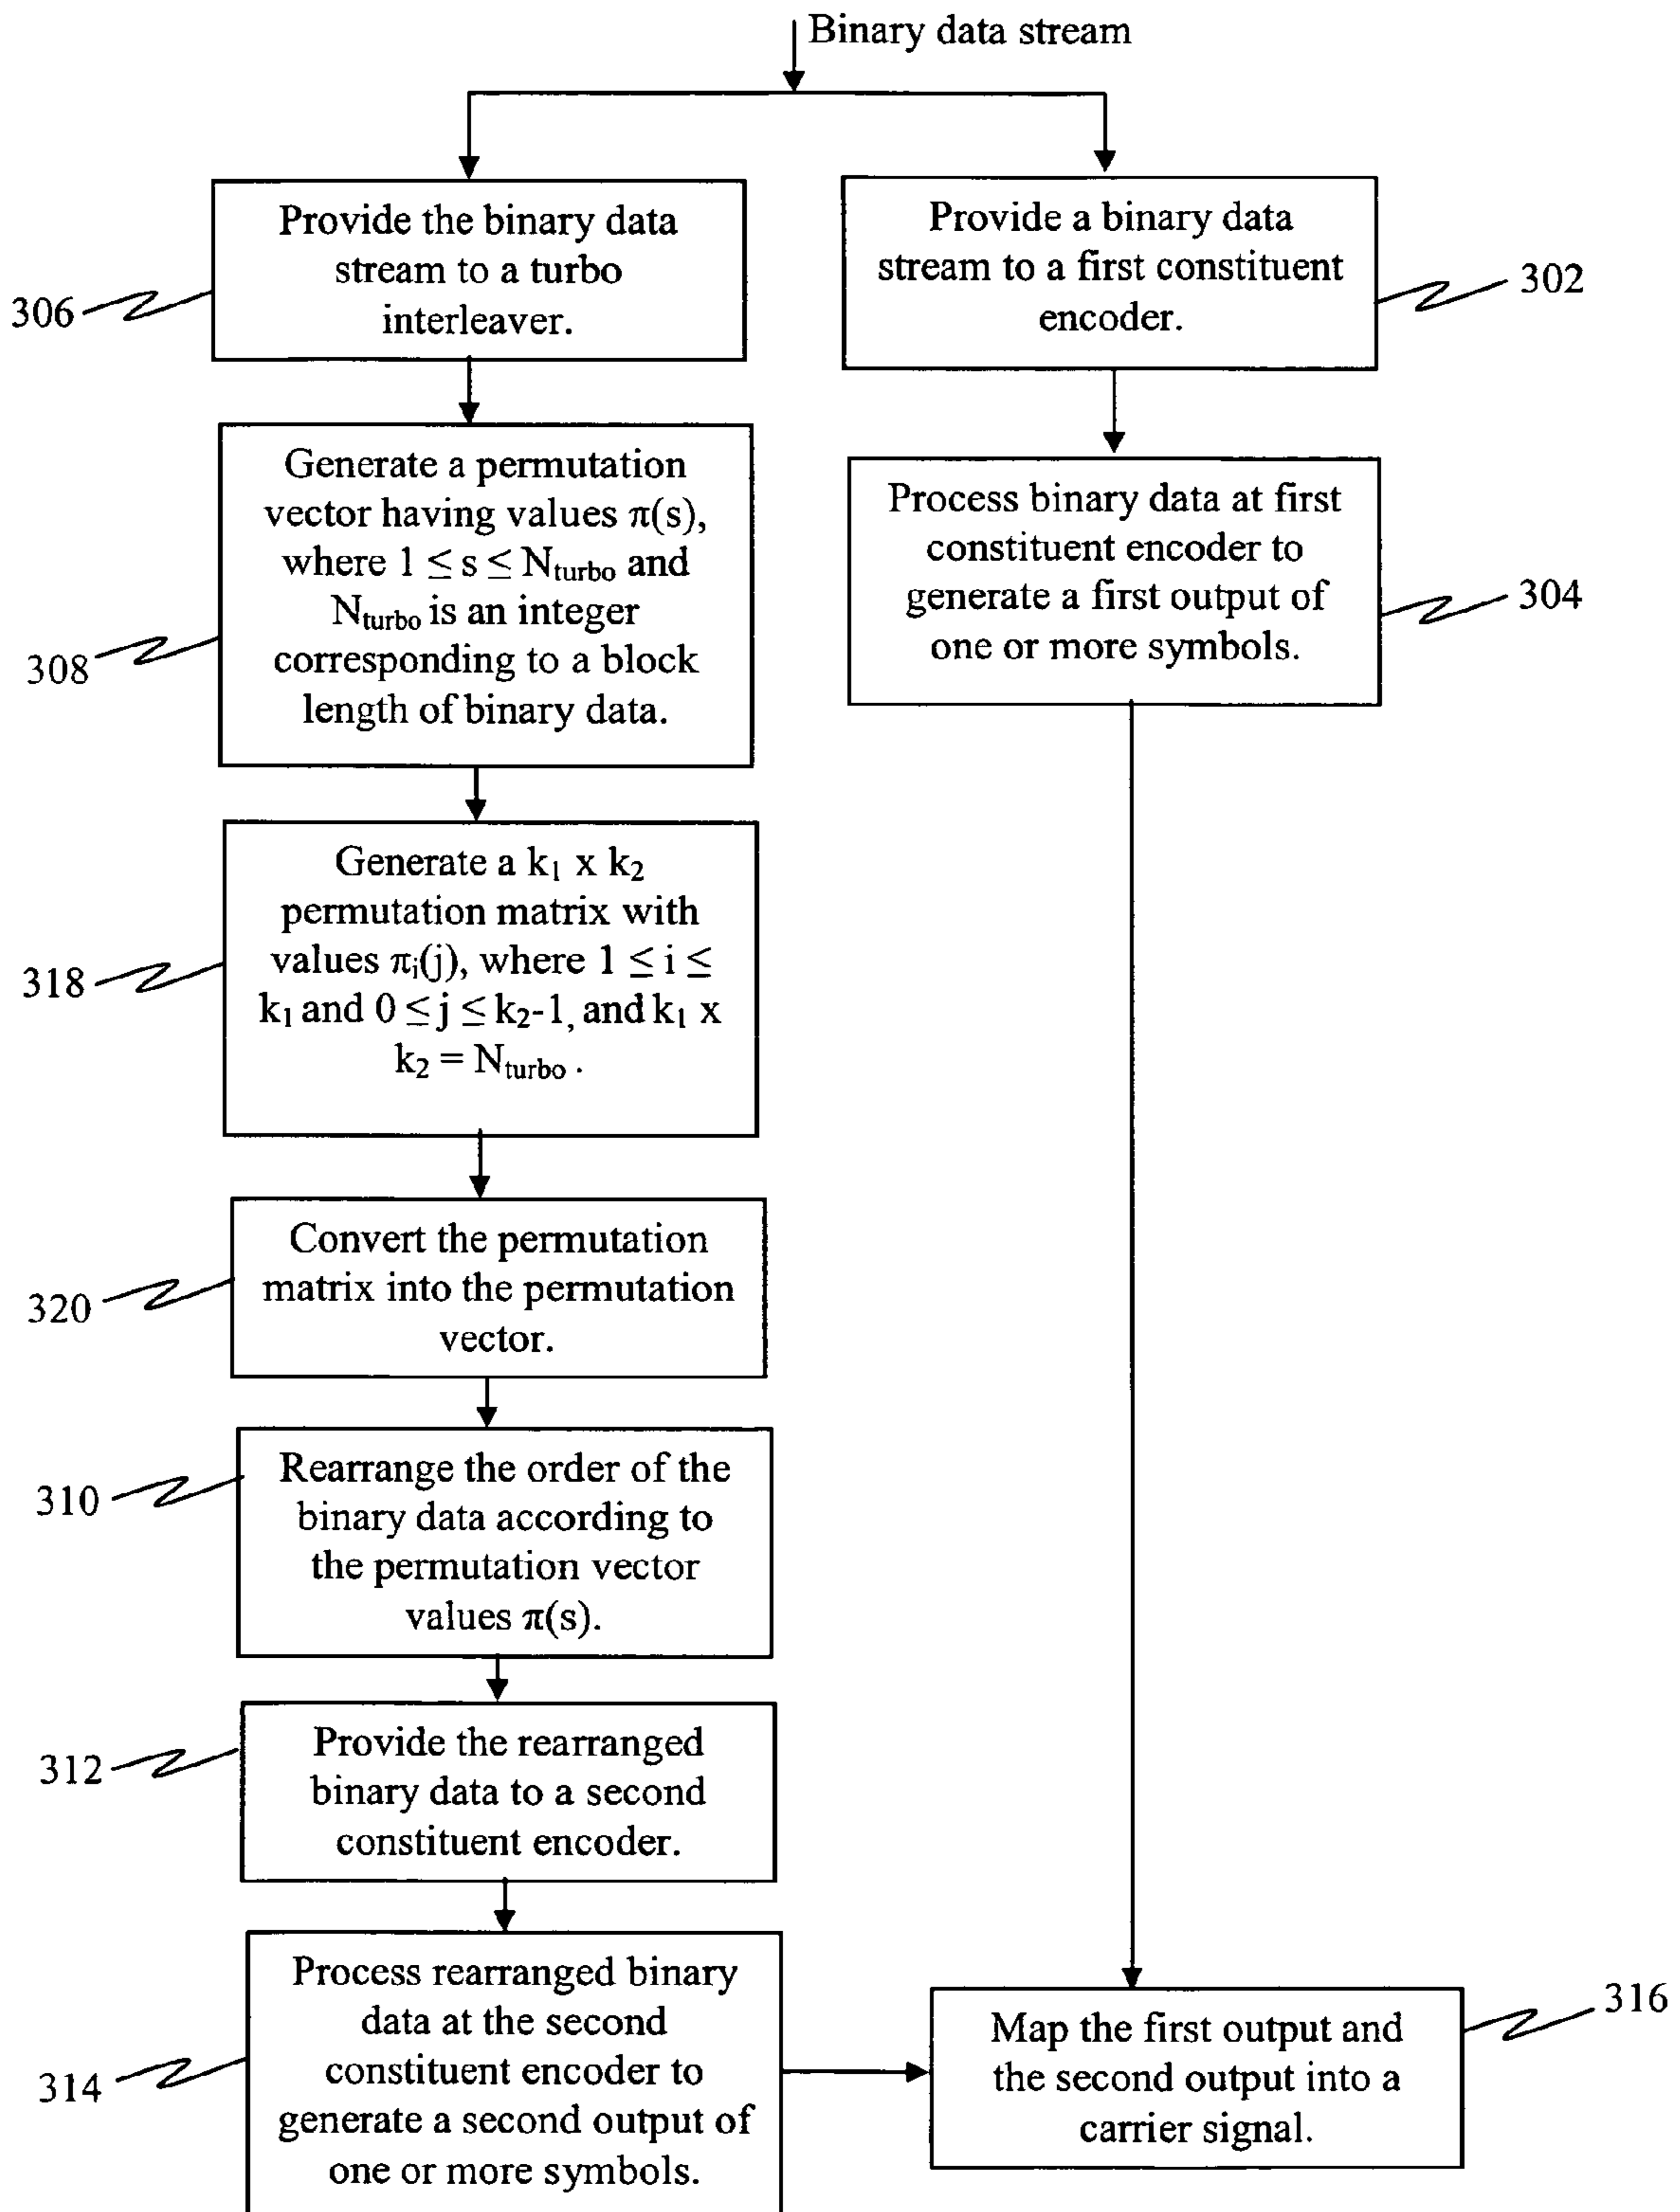 Binary data stream
Provide the binary data
stream to a turbo
interleaver.
306
Provide a binary data
stream to a first constituent
encoder.
302
Generate a permutation
vector having values π(s),
where 1 ≤ s ≤ Nturbo and
Nturbo is an integer
corresponding to a block
length of binary data.
308
Process binary data at first
constituent encoder to
generate a first output of
one or more symbols.
304
Generate a k1 x k2
permutation matrix with
values πi(j), where 1 ≤ i ≤
k1 and 0 ≤ j ≤ k2-1, and k1 x
k2 = Nturbo .
318
Convert the permutation
matrix into the permutation
vector.
320
Rearrange the order of the
binary data according to
the permutation vector
values π(s).
310
Provide the rearranged
binary data to a second
constituent encoder.
312
Process rearranged binary
data at the second
constituent encoder to
generate a second output of
one or more symbols.
314
Map the first output and
the second output into a
carrier signal.
316